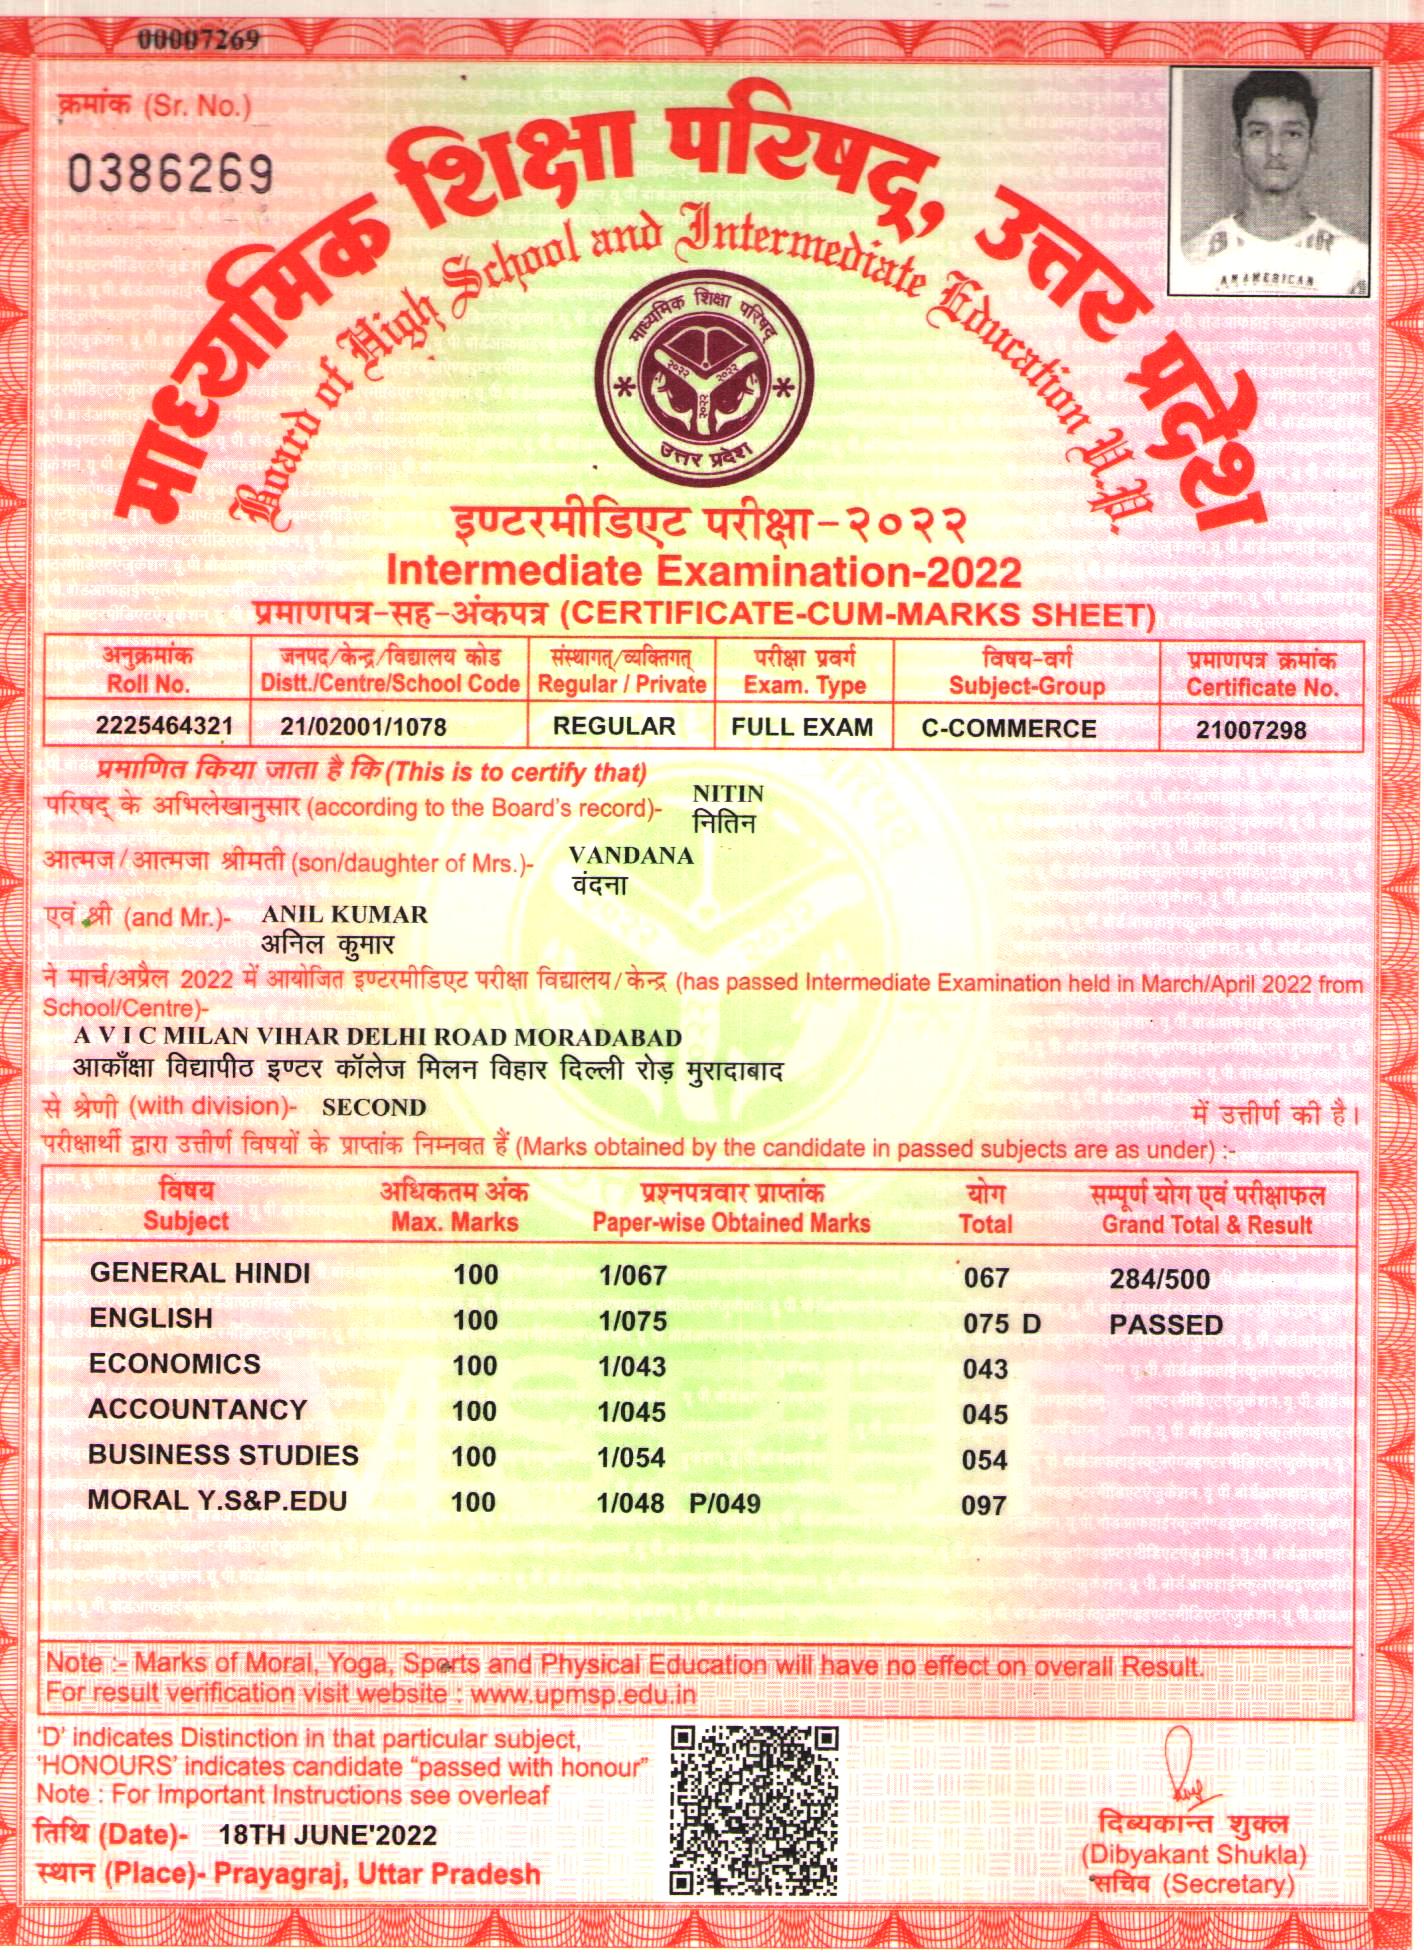 00007269
क्रमांक (Sr. No.)
0386269
माध्यमिक शिक्षा परिषद्, उत्तर प्रदेश
Board of High School and Intermediate Education U.P.
AMAMERICAN
माध्यमिक शिक्षा परिषद्
२०२२ २०२२
२०२२
उत्तर प्रदेश
इण्टरमीडिएट परीक्षा-२०२२
Intermediate Examination-2022
प्रमाणपत्र-सह-अंकपत्र (CERTIFICATE-CUM-MARKS SHEET)
अनुक्रमांक जनपद/केन्द्र/विद्यालय कोड संस्थागत्/व्यक्तिगत् परीक्षा प्रवर्ग विषय-वर्ग प्रमाणपत्र क्रमांक
Roll No. Distt./Centre/School Code Regular / Private Exam. Type Subject-Group Certificate No.
2225464321 21/02001/1078 REGULAR FULL EXAM C-COMMERCE 21007298
प्रमाणित किया जाता है कि (This is to certify that)
परिषद् के अभिलेखानुसार (according to the Board's record)- NITIN
नितिन
आत्मज/आत्मजा श्रीमती (son/daughter of Mrs.)- VANDANA
वंदना
एवं श्री (and Mr.)- ANIL KUMAR
अनिल कुमार
ने मार्च/अप्रैल 2022 में आयोजित इण्टरमीडिएट परीक्षा विद्यालय/केन्द्र (has passed Intermediate Examination held in March/April 2022 from
School/Centre)-
A V I C MILAN VIHAR DELHI ROAD MORADABAD
आकाँक्षा विद्यापीठ इण्टर कॉलेज मिलन विहार दिल्ली रोड़ मुरादाबाद
से श्रेणी (with division)- SECOND में उत्तीर्ण की है।
परीक्षार्थी द्वारा उत्तीर्ण विषयों के प्राप्तांक निम्नवत हैं (Marks obtained by the candidate in passed subjects are as under) :-
विषय अधिकतम अंक प्रश्नपत्रवार प्राप्तांक योग सम्पूर्ण योग एवं परीक्षाफल
Subject Max. Marks Paper-wise Obtained Marks Total Grand Total & Result
GENERAL HINDI 100 1/067 067 284/500
ENGLISH 100 1/075 075 D PASSED
ECONOMICS 100 1/043 043
ACCOUNTANCY 100 1/045 045
BUSINESS STUDIES 100 1/054 054
MORAL Y.S&P.EDU 100 1/048 P/049 097
Note :- Marks of Moral, Yoga, Sports and Physical Education will have no effect on overall Result.
For result verification visit website : www.upmsp.edu.in
'D' indicates Distinction in that particular subject,
'HONOURS' indicates candidate "passed with honour"
Note : For Important Instructions see overleaf
तिथि (Date)- 18TH JUNE'2022
स्थान (Place)- Prayagraj, Uttar Pradesh
दिब्यकान्त शुक्ल
(Dibyakant Shukla)
सचिव (Secretary)